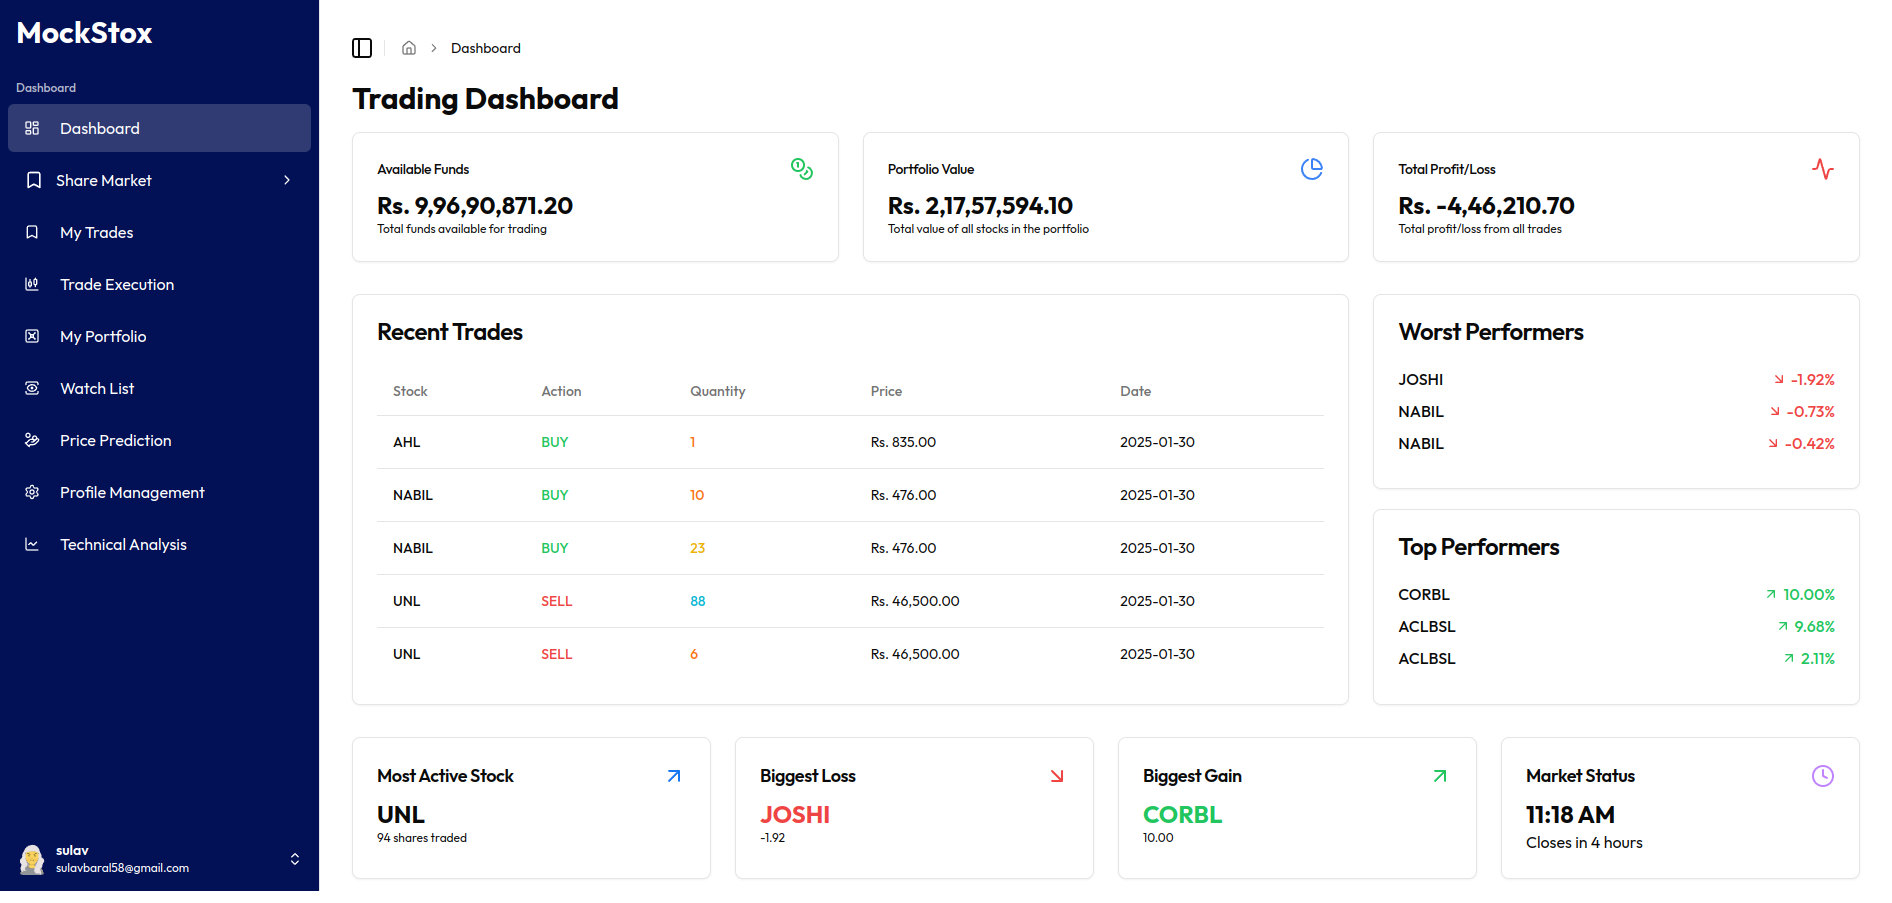 MockStox
Dashboard
Dashboard
Share Market
My Trades
Trade Execution
My Portfolio
Watch List
Price Prediction
Profile Management
Technical Analysis
sulav
sulavbaral58@gmail.com
Dashboard
Trading Dashboard
Available Funds
Rs. 9,96,90,871.20
Total funds available for trading
Portfolio Value
Rs. 2,17,57,594.10
Total value of all stocks in the portfolio
Total Profit/Loss
Rs. -4,46,210.70
Total profit/loss from all trades
Recent Trades
Stock Action Quantity Price Date
AHL BUY 1 Rs. 835.00 2025-01-30
NABIL BUY 10 Rs. 476.00 2025-01-30
NABIL BUY 23 Rs. 476.00 2025-01-30
UNL SELL 88 Rs. 46,500.00 2025-01-30
UNL SELL 6 Rs. 46,500.00 2025-01-30
Worst Performers
JOSHI -1.92%
NABIL -0.73%
NABIL -0.42%
Top Performers
CORBL 10.00%
ACLBSL 9.68%
ACLBSL 2.11%
Most Active Stock
UNL
94 shares traded
Biggest Loss
JOSHI
-1.92
Biggest Gain
CORBL
10.00
Market Status
11:18 AM
Closes in 4 hours